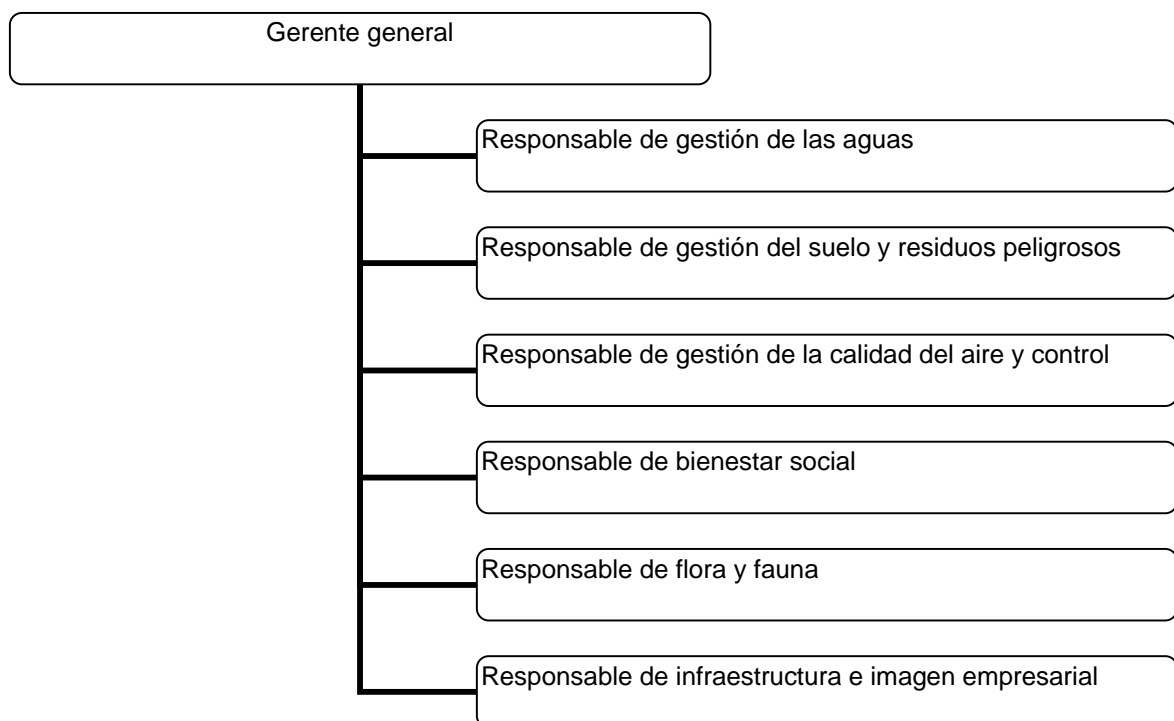 Gerente general
Responsable de gestión de las aguas
Responsable de gestión del suelo y residuos peligrosos
Responsable de gestión de la calidad del aire y control
Responsable de bienestar social
Responsable de flora y fauna
Responsable de infraestructura e imagen empresarial